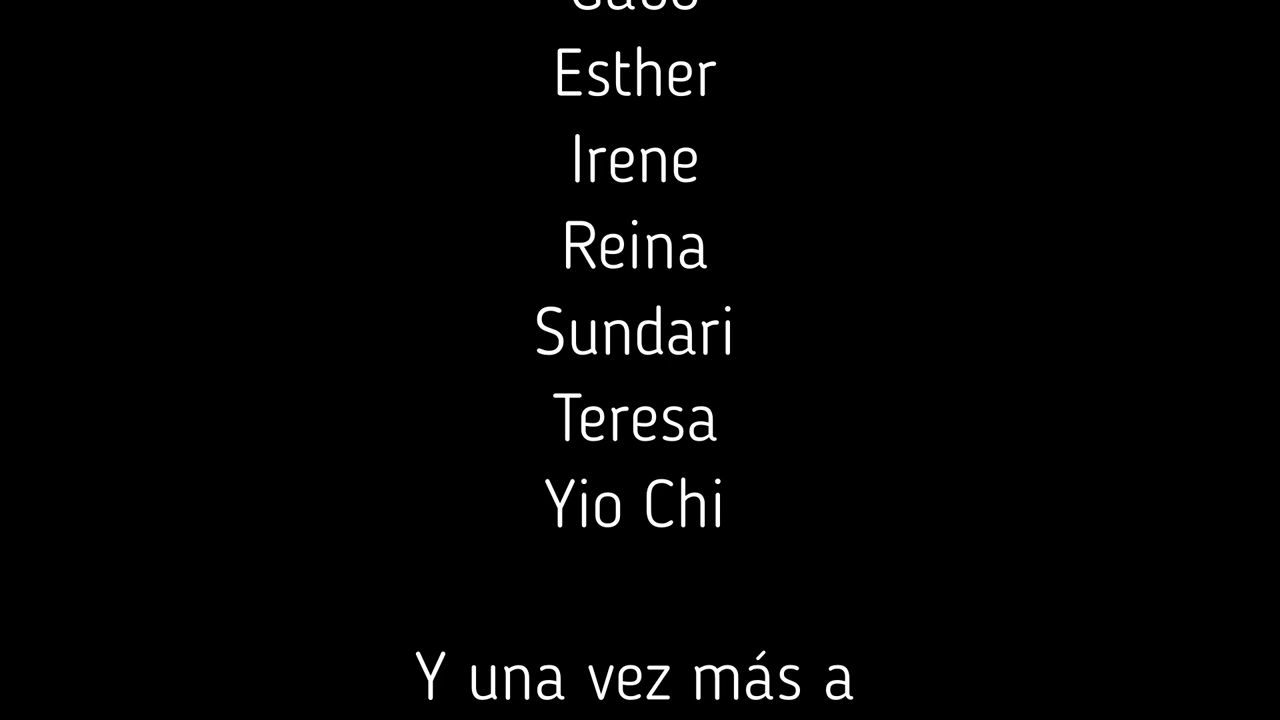 Esther
Irene
Reina
Sundari
Teresa
Yio Chi
Y una vez más a